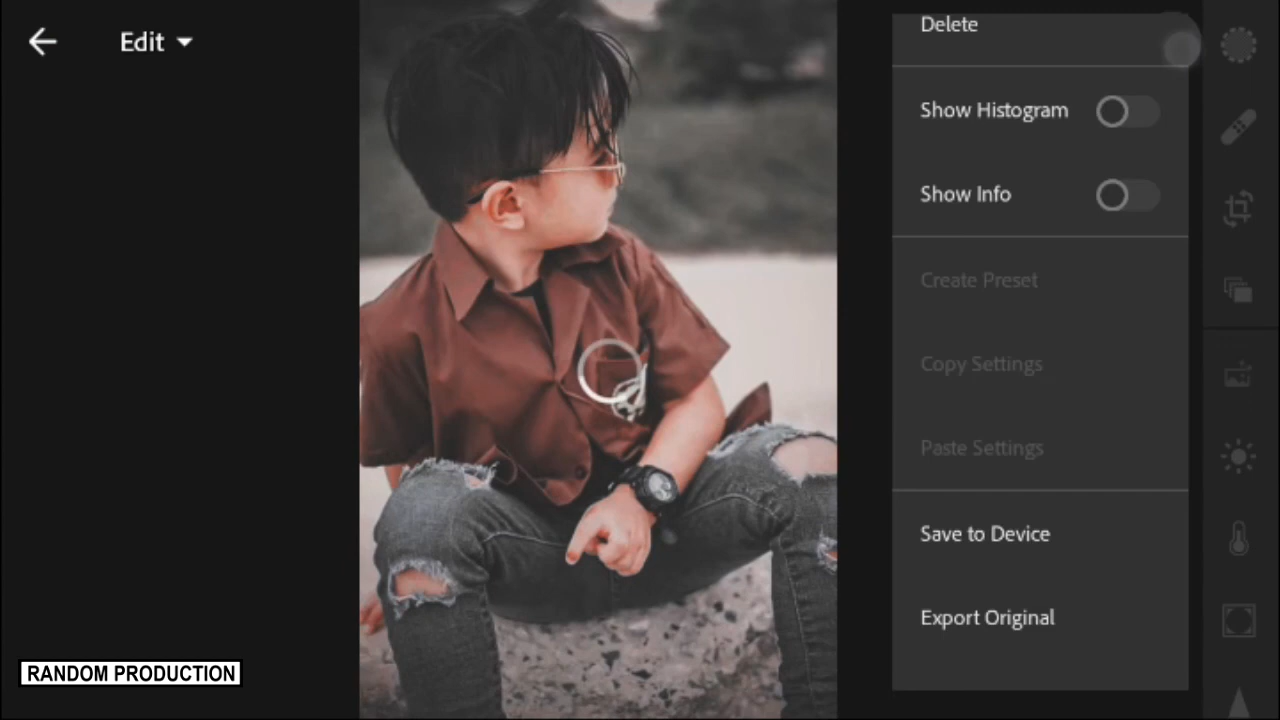 Edit
Delete
Show Histogram
Show Info
Create Preset
Copy Settings
Paste Settings
Save to Device
Export Original
RANDOM PRODUCTION